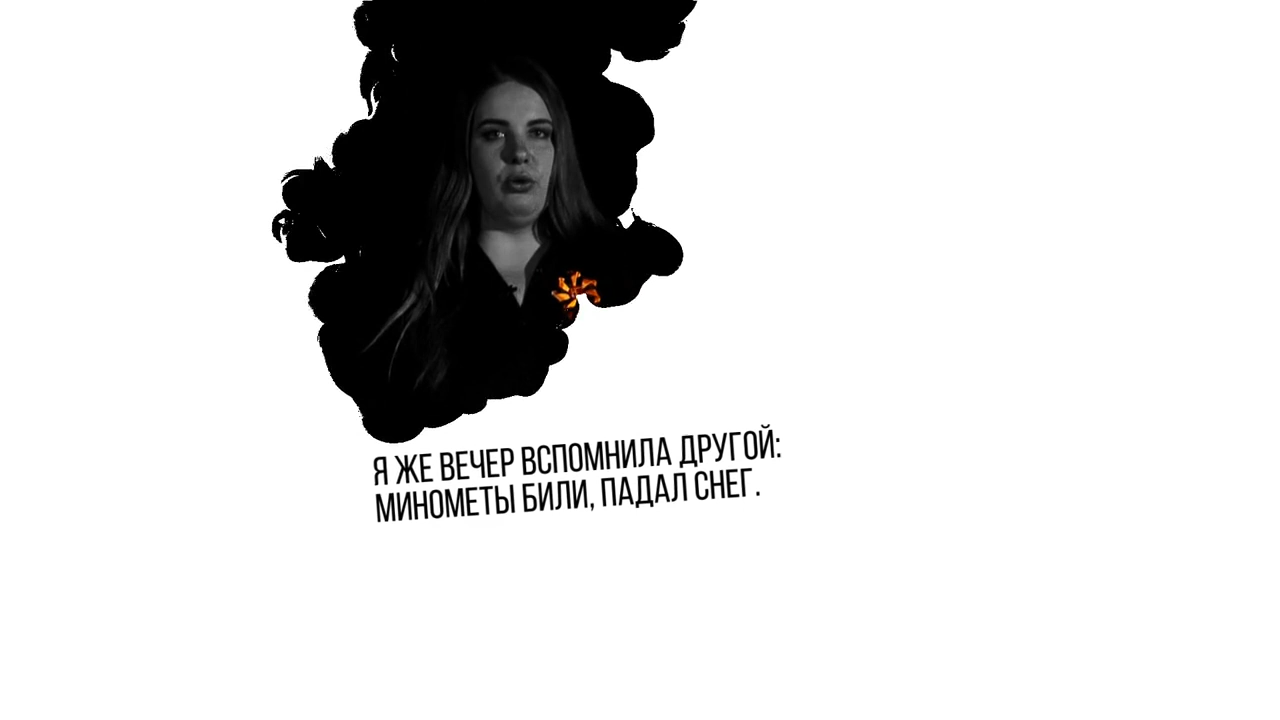 Я ЖЕ ВЕЧЕР ВСПОМНИЛА ДРУГОЙ:
МИНОМЕТЫ БИЛИ, ПАДАЛ СНЕГ.